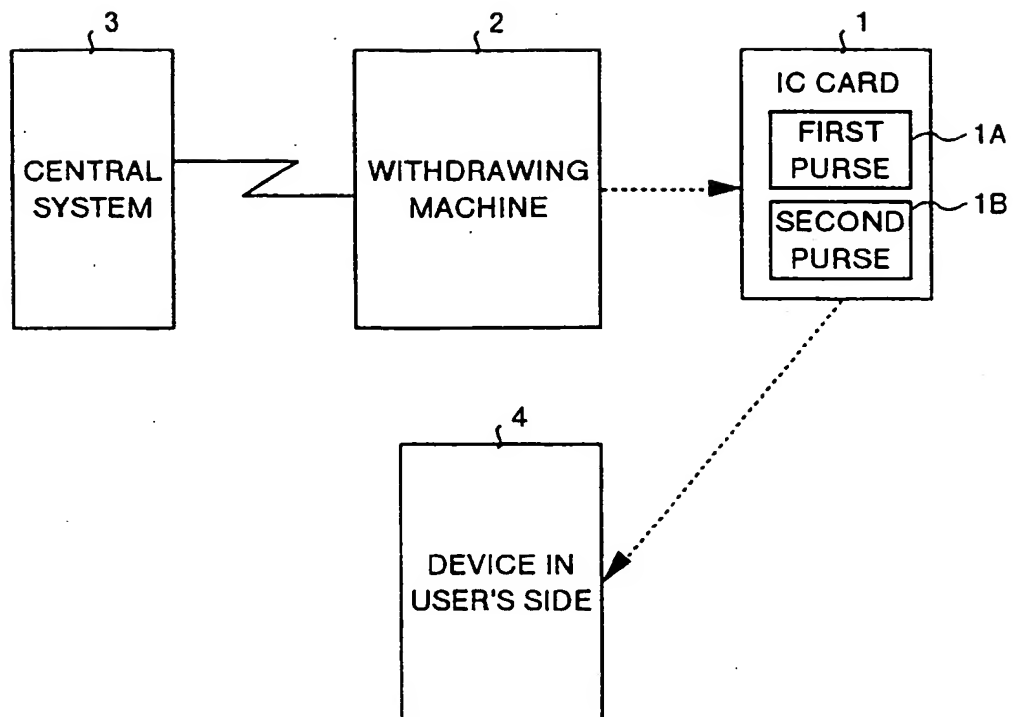 3
2
1
CENTRAL
SYSTEM
WITHDRAWING
MACHINE
IC CARD
FIRST
PURSE
1A
SECOND
PURSE
1B
4
DEVICE IN
USER'S SIDE